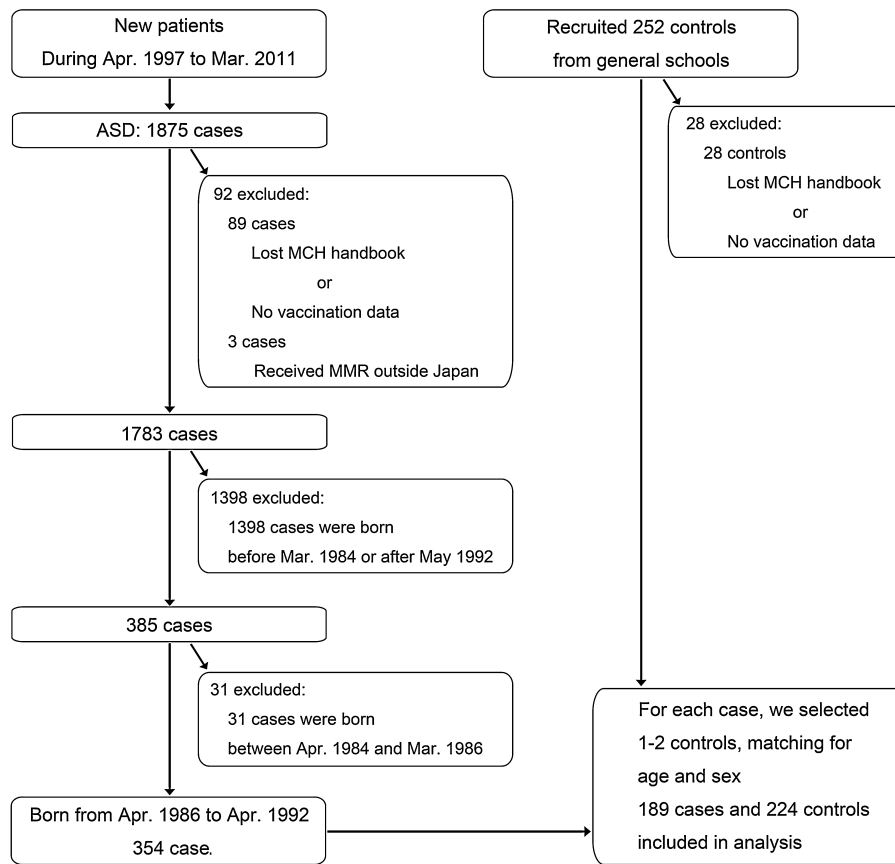 New patients
During Apr. 1997 to Mar. 2011
ASD: 1875 cases
92 excluded:
89 cases
Lost MCH handbook
or
No vaccination data
3 cases
Received MMR outside Japan
1783 cases
1398 excluded:
1398 cases were born
before Mar. 1984 or after May 1992
385 cases
31 excluded:
31 cases were born
between Apr. 1984 and Mar. 1986
Born from Apr. 1986 to Apr. 1992
354 case.
Recruited 252 controls
from general schools
28 excluded:
28 controls
Lost MCH handbook
or
No vaccination data
For each case, we selected
1-2 controls, matching for
age and sex
189 cases and 224 controls
included in analysis